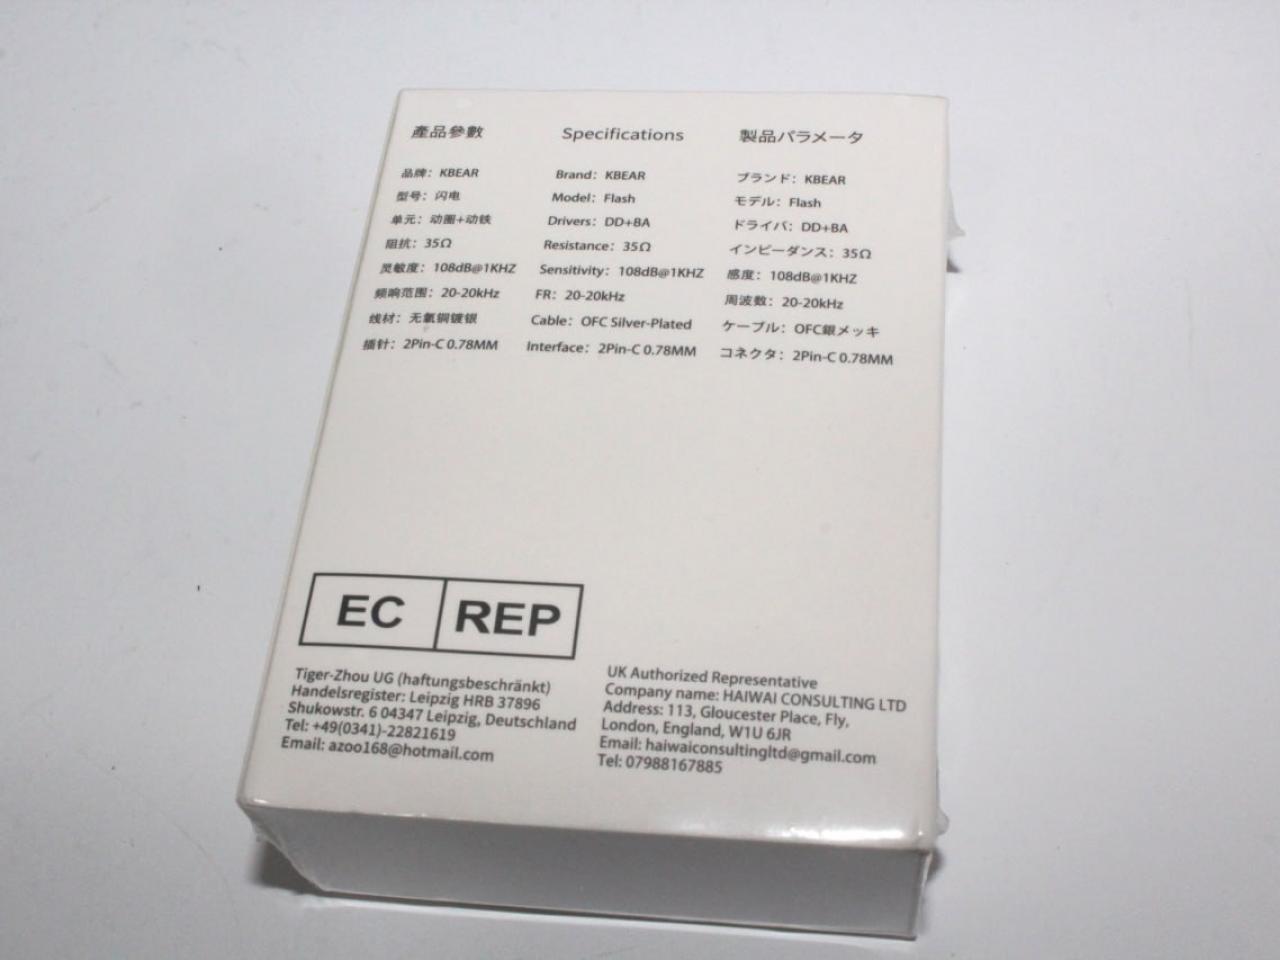 產品參數
品牌：KBEAR
型号：闪电
单元：动圈+动铁
阻抗：35Ω
灵敏度：108dB@1KHZ
频响范围：20-20kHz
线材：无氧铜镀银
插针：2Pin-C 0.78MM
Specifications
Brand：KBEAR
Model：Flash
Drivers：DD+BA
Resistance：35Ω
Sensitivity：108dB@1KHZ
FR：20-20kHz
Cable：OFC Silver-Plated
Interface：2Pin-C 0.78MM
製品パラメータ
ブランド：KBEAR
モデル：Flash
ドライバ：DD+BA
インピーダンス：35Ω
感度：108dB@1KHZ
周波数：20-20kHz
ケーブル：OFC銀メッキ
コネクタ：2Pin-C 0.78MM
EC REP
Tiger-Zhou UG (haftungsbeschränkt)
Handelsregister: Leipzig HRB 37896
Shukowstr. 6 04347 Leipzig, Deutschland
Tel: +49(0341)-22821619
Email: azoo168@hotmail.com
UK Authorized Representative
Company name: HAIWAI CONSULTING LTD
Address: 113, Gloucester Place, Fly,
London, England, W1U 6JR
Email: haiwaiconsultingltd@gmail.com
Tel: 07988167885